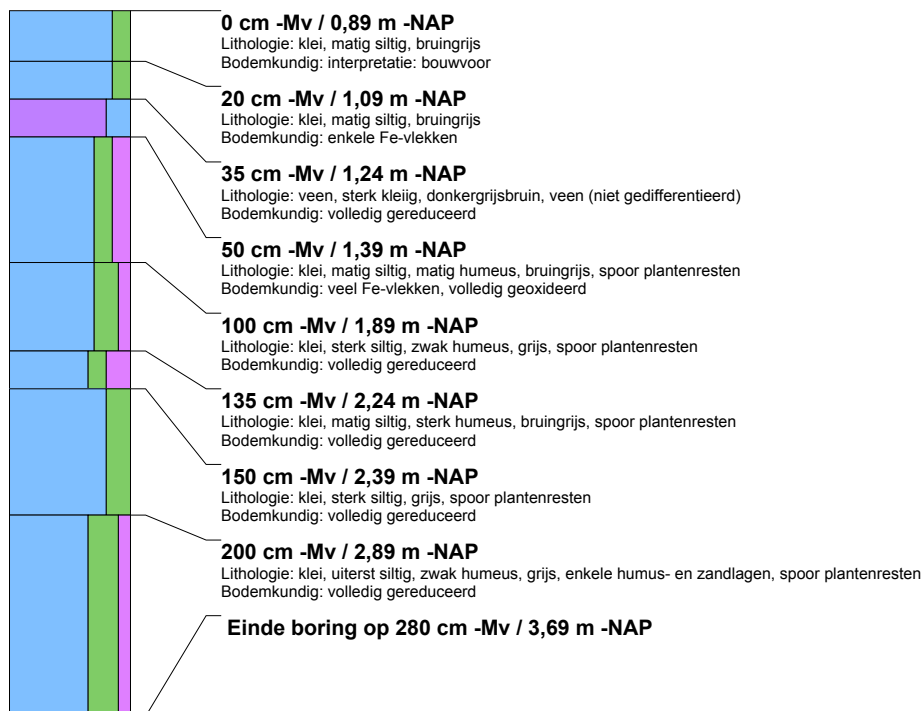 0 cm -Mv / 0,89 m -NAP
Lithologie: klei, matig siltig, bruingrijs
Bodemkundig: interpretatie: bouwvoor
20 cm -Mv / 1,09 m -NAP
Lithologie: klei, matig siltig, bruingrijs
Bodemkundig: enkele Fe-vlekken
35 cm -Mv / 1,24 m -NAP
Lithologie: veen, sterk kleiig, donkergrijsbruin, veen (niet gedifferentieerd)
Bodemkundig: volledig gereduceerd
50 cm -Mv / 1,39 m -NAP
Lithologie: klei, matig siltig, matig humeus, bruingrijs, spoor plantenresten
Bodemkundig: veel Fe-vlekken, volledig geoxideerd
100 cm -Mv / 1,89 m -NAP
Lithologie: klei, sterk siltig, zwak humeus, grijs, spoor plantenresten
Bodemkundig: volledig gereduceerd
135 cm -Mv / 2,24 m -NAP
Lithologie: klei, matig siltig, sterk humeus, bruingrijs, spoor plantenresten
Bodemkundig: volledig gereduceerd
150 cm -Mv / 2,39 m -NAP
Lithologie: klei, sterk siltig, grijs, spoor plantenresten
Bodemkundig: volledig gereduceerd
200 cm -Mv / 2,89 m -NAP
Lithologie: klei, uiterst siltig, zwak humeus, grijs, enkele humus- en zandlagen, spoor plantenresten
Bodemkundig: volledig gereduceerd
Einde boring op 280 cm -Mv / 3,69 m -NAP